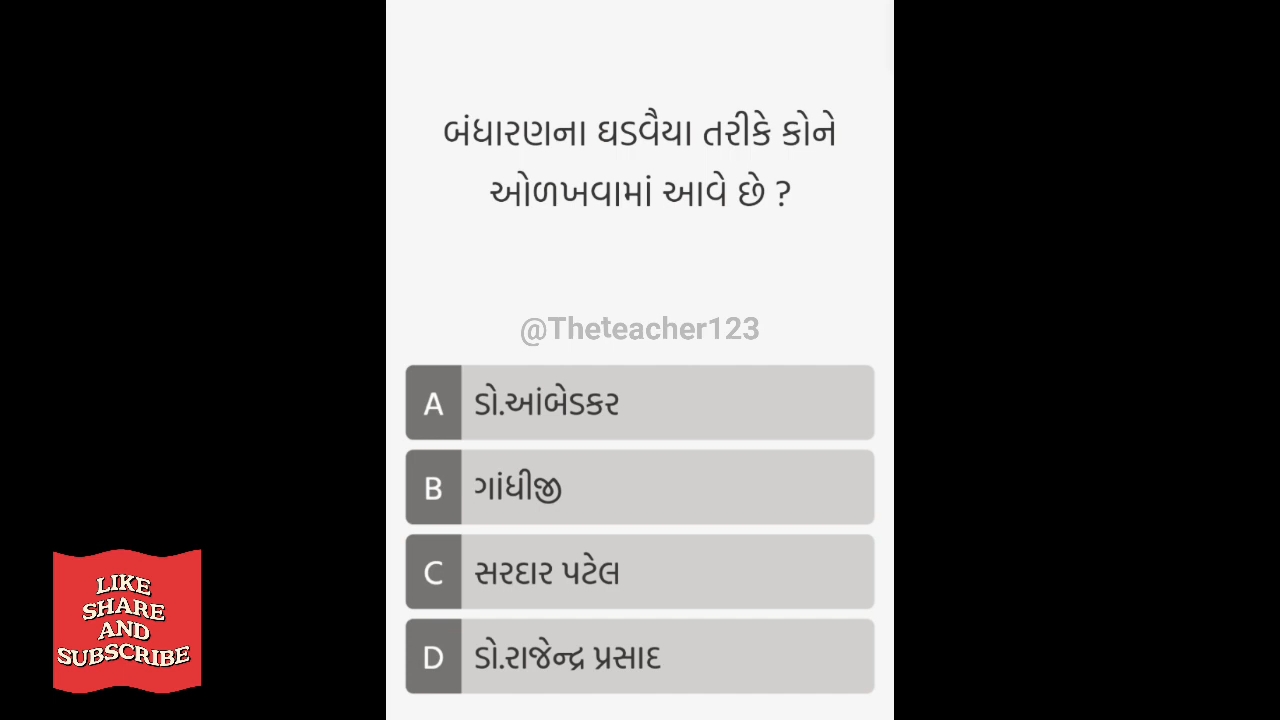 બંધારણના ઘડવૈયા તરીકે કોને
ઓળખવામાં આવે છે ?
@Theteacher123
A ડો.આંબેડકર
B ગાંધીજી
C સરદાર પટેલ
D ડો.રાજેન્દ્ર પ્રસાદ
LIKE
SHARE
AND
SUBSCRIBE